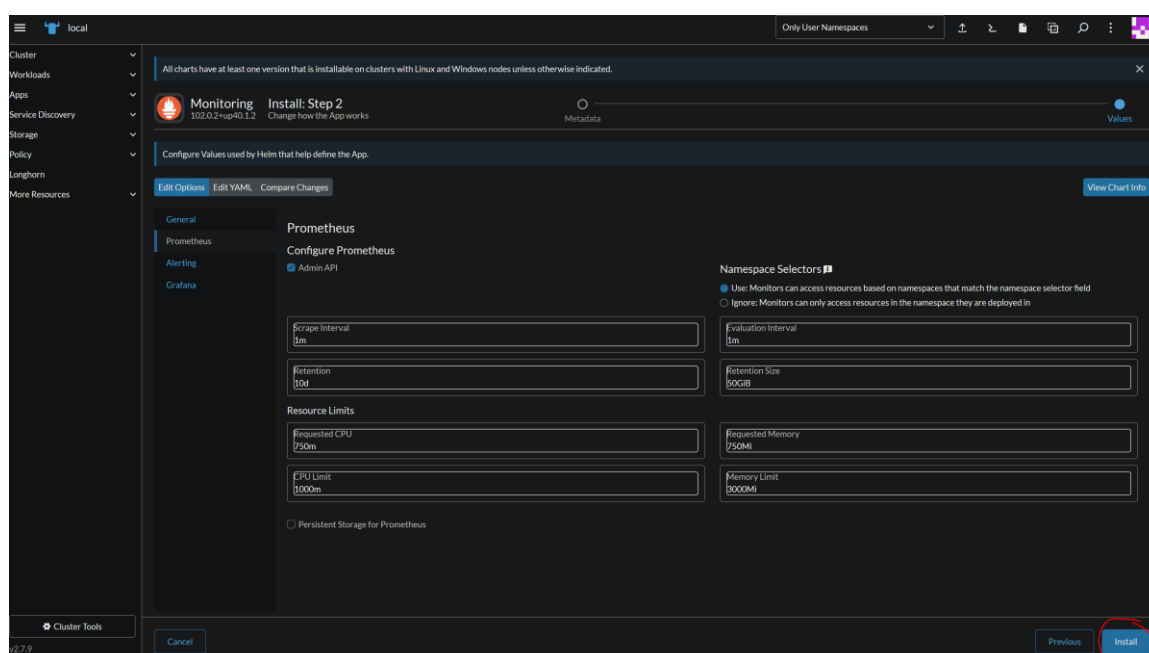 local
Only User Namespaces
Cluster
Workloads
Apps
Service Discovery
Storage
Policy
Longhorn
More Resources
All charts have at least one version that is installable on clusters with Linux and Windows nodes unless otherwise indicated.
Monitoring Install: Step 2
102.0.2+up40.1.2 Change how the App works
Metadata
Values
Configure Values used by Helm that help define the App.
Edit Options Edit YAML Compare Changes
View Chart Info
General
Prometheus
Alerting
Grafana
Prometheus
Configure Prometheus
Admin API
Namespace Selectors
Use: Monitors can access resources based on namespaces that match the namespace selector field
Ignore: Monitors can only access resources in the namespace they are deployed in
Scrape Interval
1m
Evaluation Interval
1m
Retention
10d
Retention Size
50GiB
Resource Limits
Requested CPU
750m
Requested Memory
750Mi
CPU Limit
1000m
Memory Limit
3000Mi
Persistent Storage for Prometheus
Cluster Tools
v2.7.9
Cancel
Previous
Install